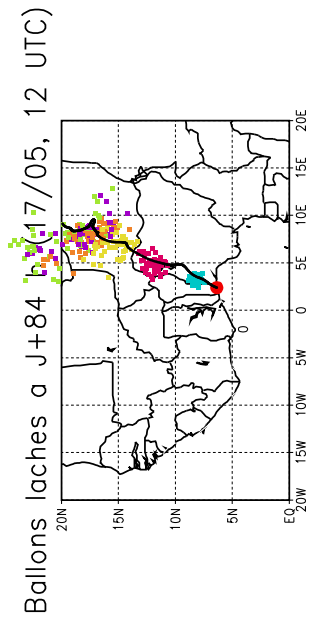 Ballons laches a J+84 (17/05, 12 UTC)
20N
15N
10N
5N
EQ
20W
15W
10W
5W
0
5E
10E
15E
20E
0